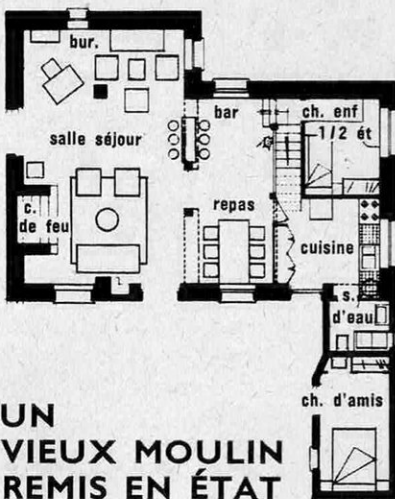 bur.
bar
ch. enf
1/2 ét
salle séjour
c.
de feu
repas
cuisine
s.
d'eau
ch. d'amis
UN
VIEUX MOULIN
REMIS EN ÉTAT